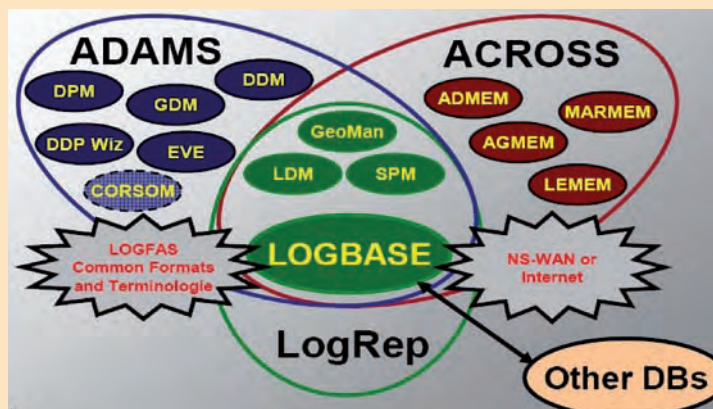 ADAMS
ACROSS
DPM
GDM
DDM
DDP Wiz
EVE
CORSOM
GeoMan
LDM
SPM
ADMEM
MARMEM
AGMEM
LEMEM
LOGFAS
Common Formats
and Terminologie
LOGBASE
NS-WAN or
Internet
LogRep
Other DBs